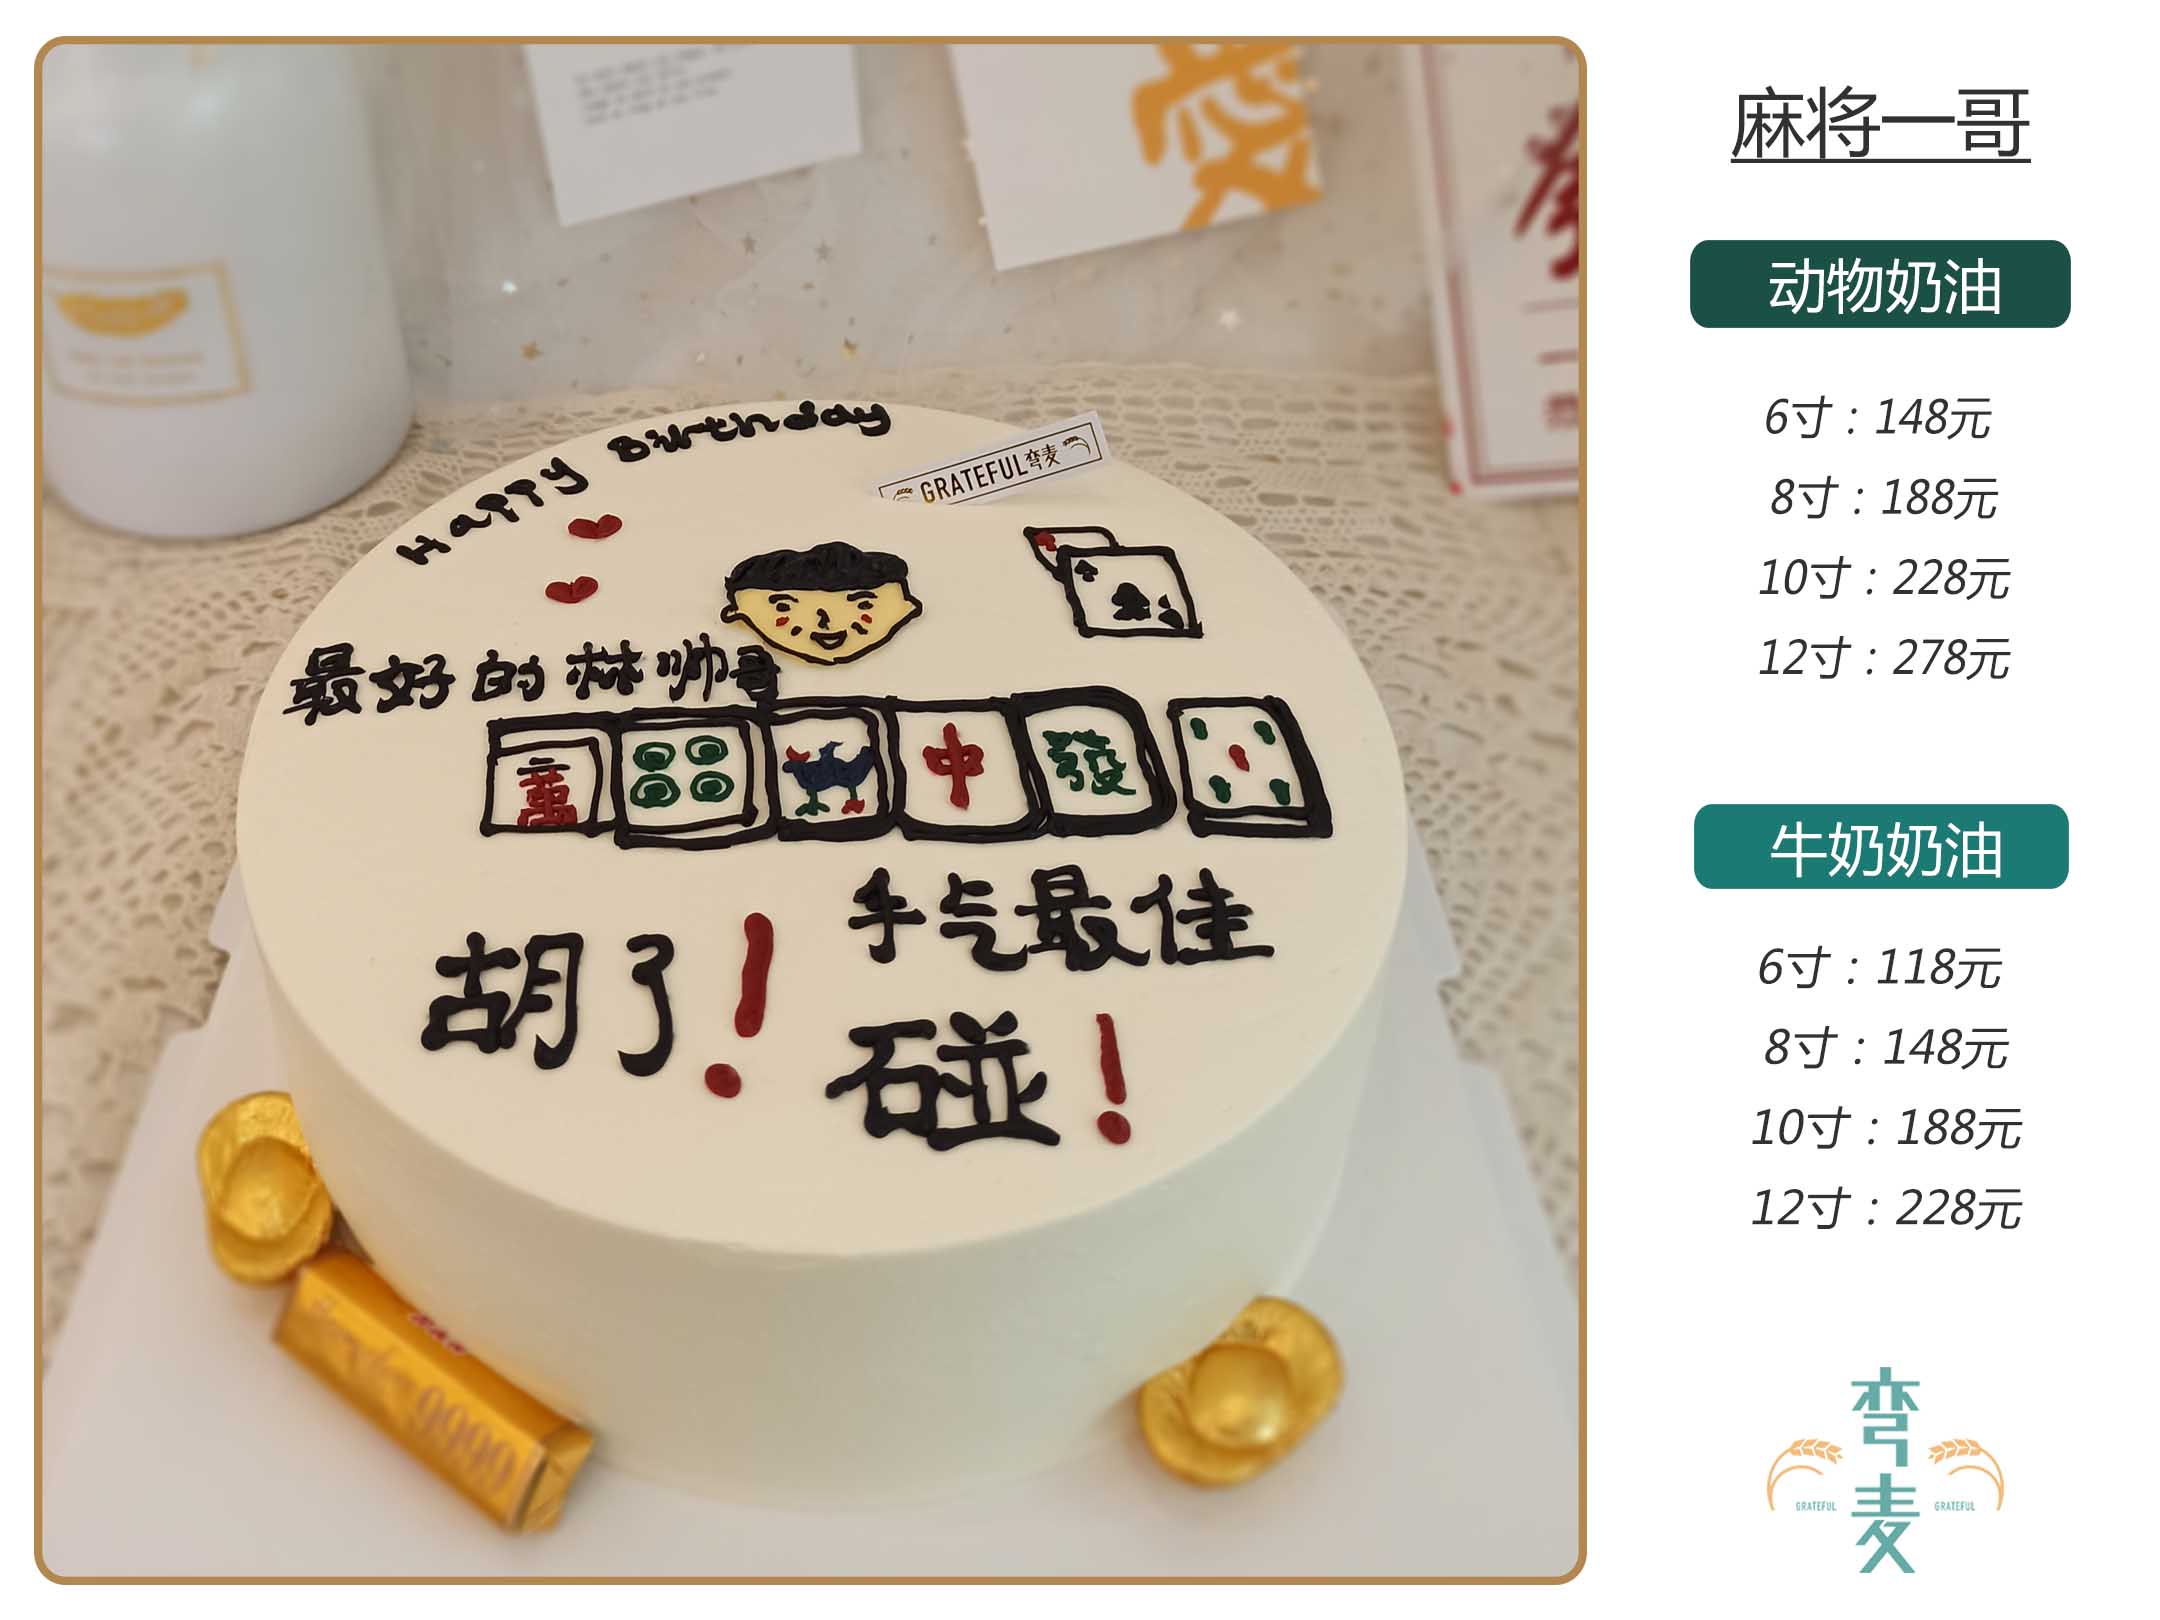 麻将一哥
动物奶油
6寸：148元
8寸：188元
10寸：228元
12寸：278元
牛奶奶油
6寸：118元
8寸：148元
10寸：188元
12寸：228元
弯麦
GRATEFUL GRATEFUL
Happy Birthday
GRATEFUL弯麦
最好的林帅哥
一萬 中 發
手气最佳
胡了！
碰！
9999